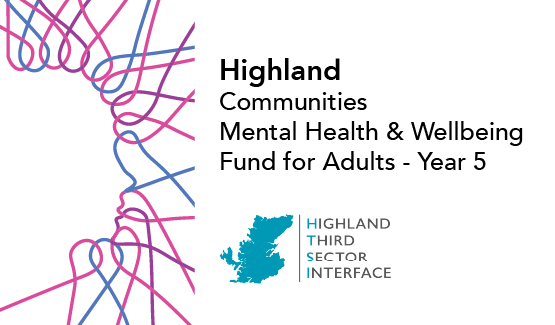 Highland
Communities
Mental Health & Wellbeing
Fund for Adults - Year 5
HIGHLAND
THIRD
SECTOR
INTERFACE